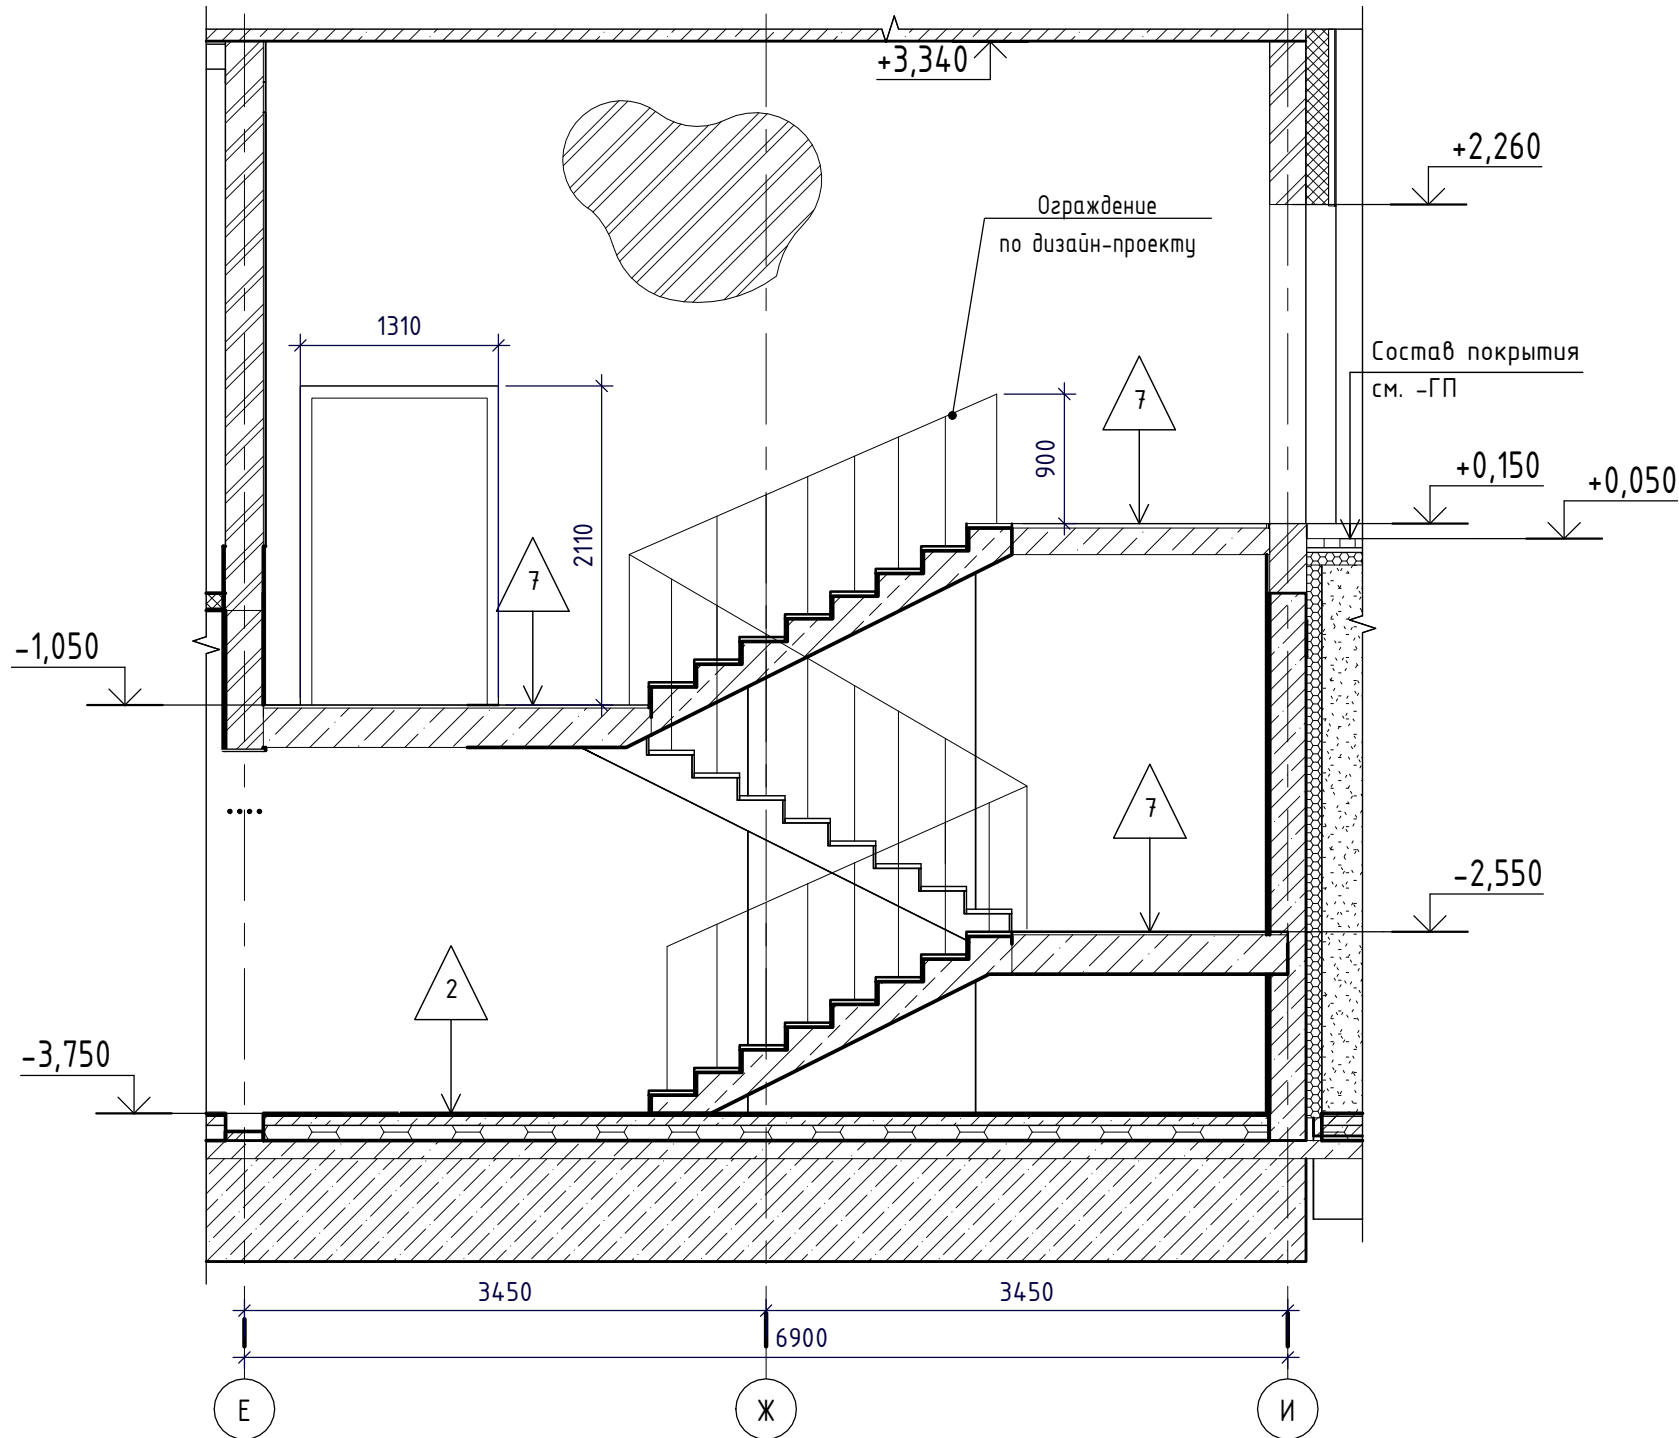 +3,340
+2,260
Ограждение
по дизайн-проекту
1310
Состав покрытия
см. -ГП
7
900
+0,150
+0,050
2110
7
-1,050
7
-2,550
2
-3,750
3450
3450
6900
Е
Ж
И